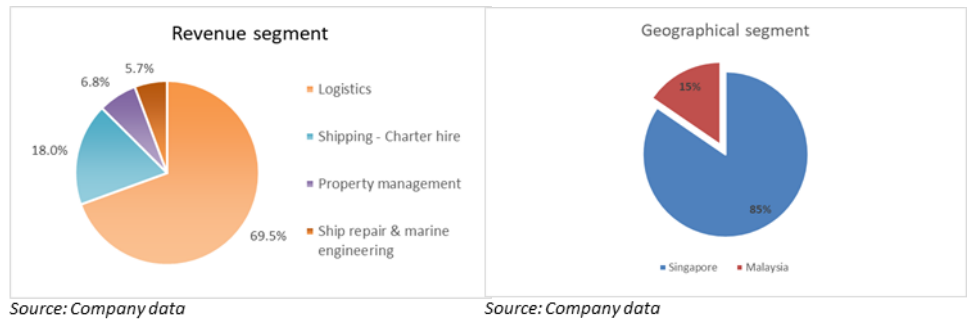 Revenue segment
5.7%
6.8%
18.0%
69.5%
Logistics
Shipping - Charter hire
Property management
Ship repair & marine
engineering
Source: Company data
Geographical segment
15%
85%
Singapore
Malaysia
Source: Company data